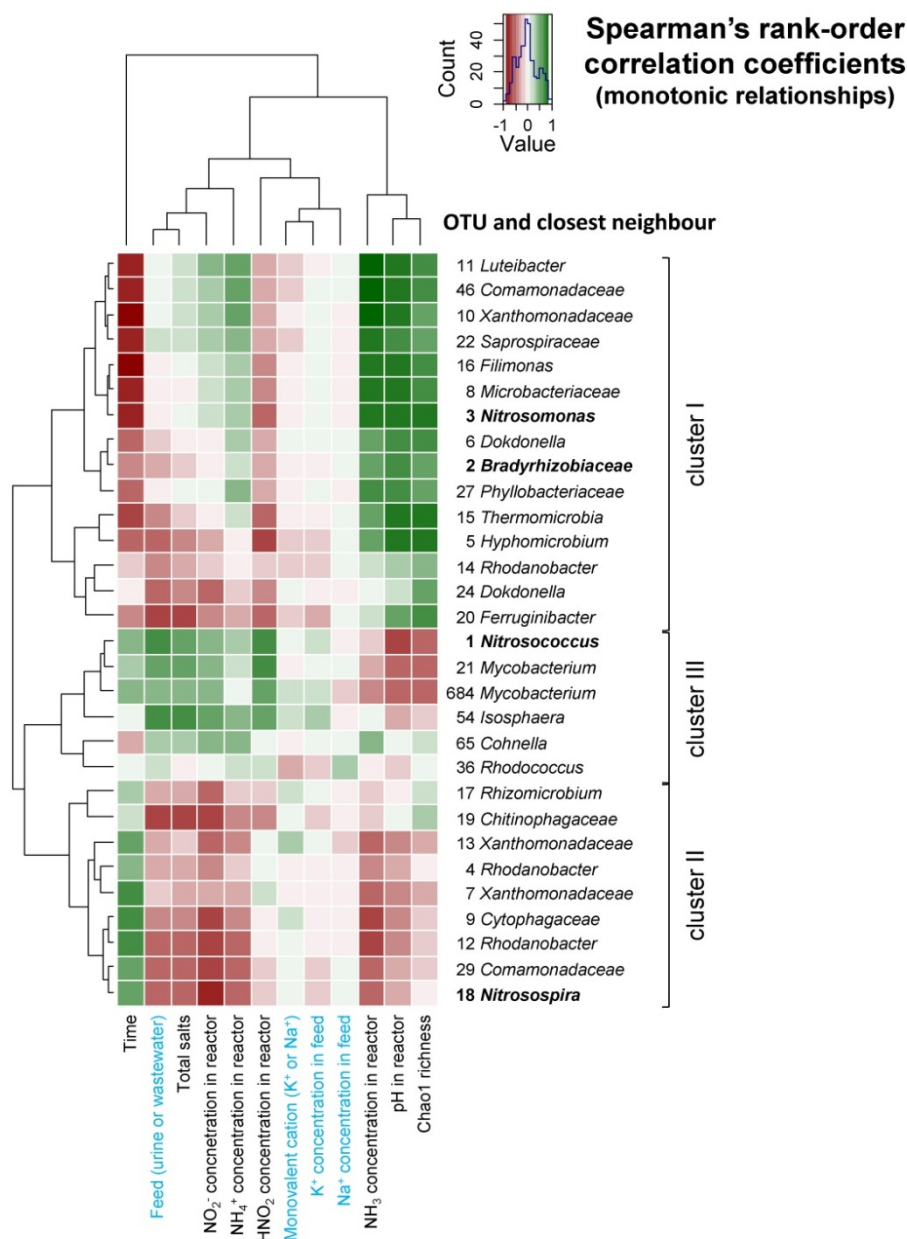 Spearman's rank-order
correlation coefficients
(monotonic relationships)
Count
0 20 40
-1 0 1
Value
OTU and closest neighbour
11 Luteibacter
46 Comamonadaceae
10 Xanthomonadaceae
22 Saprospiraceae
16 Filimonas
8 Microbacteriaceae
3 Nitrosomonas
6 Dokdonella
2 Bradyrhizobiaceae
27 Phyllobacteriaceae
15 Thermomicrobia
5 Hyphomicrobium
14 Rhodanobacter
24 Dokdonella
20 Ferruginibacter
cluster I
1 Nitrosococcus
21 Mycobacterium
684 Mycobacterium
54 Isosphaera
65 Cohnella
36 Rhodococcus
cluster III
17 Rhizomicrobium
19 Chitinophagaceae
13 Xanthomonadaceae
4 Rhodanobacter
7 Xanthomonadaceae
9 Cytophagaceae
12 Rhodanobacter
29 Comamonadaceae
18 Nitrosospira
cluster II
Time
Feed (urine or wastewater)
Total salts
NO₂⁻ concnetration in reactor
NH₄⁺ concentration in reactor
HNO₂ concentration in reactor
Monovalent cation (K⁺ or Na⁺)
K⁺ concentration in feed
Na⁺ concentration in feed
NH₃ concentration in reactor
pH in reactor
Chao1 richness